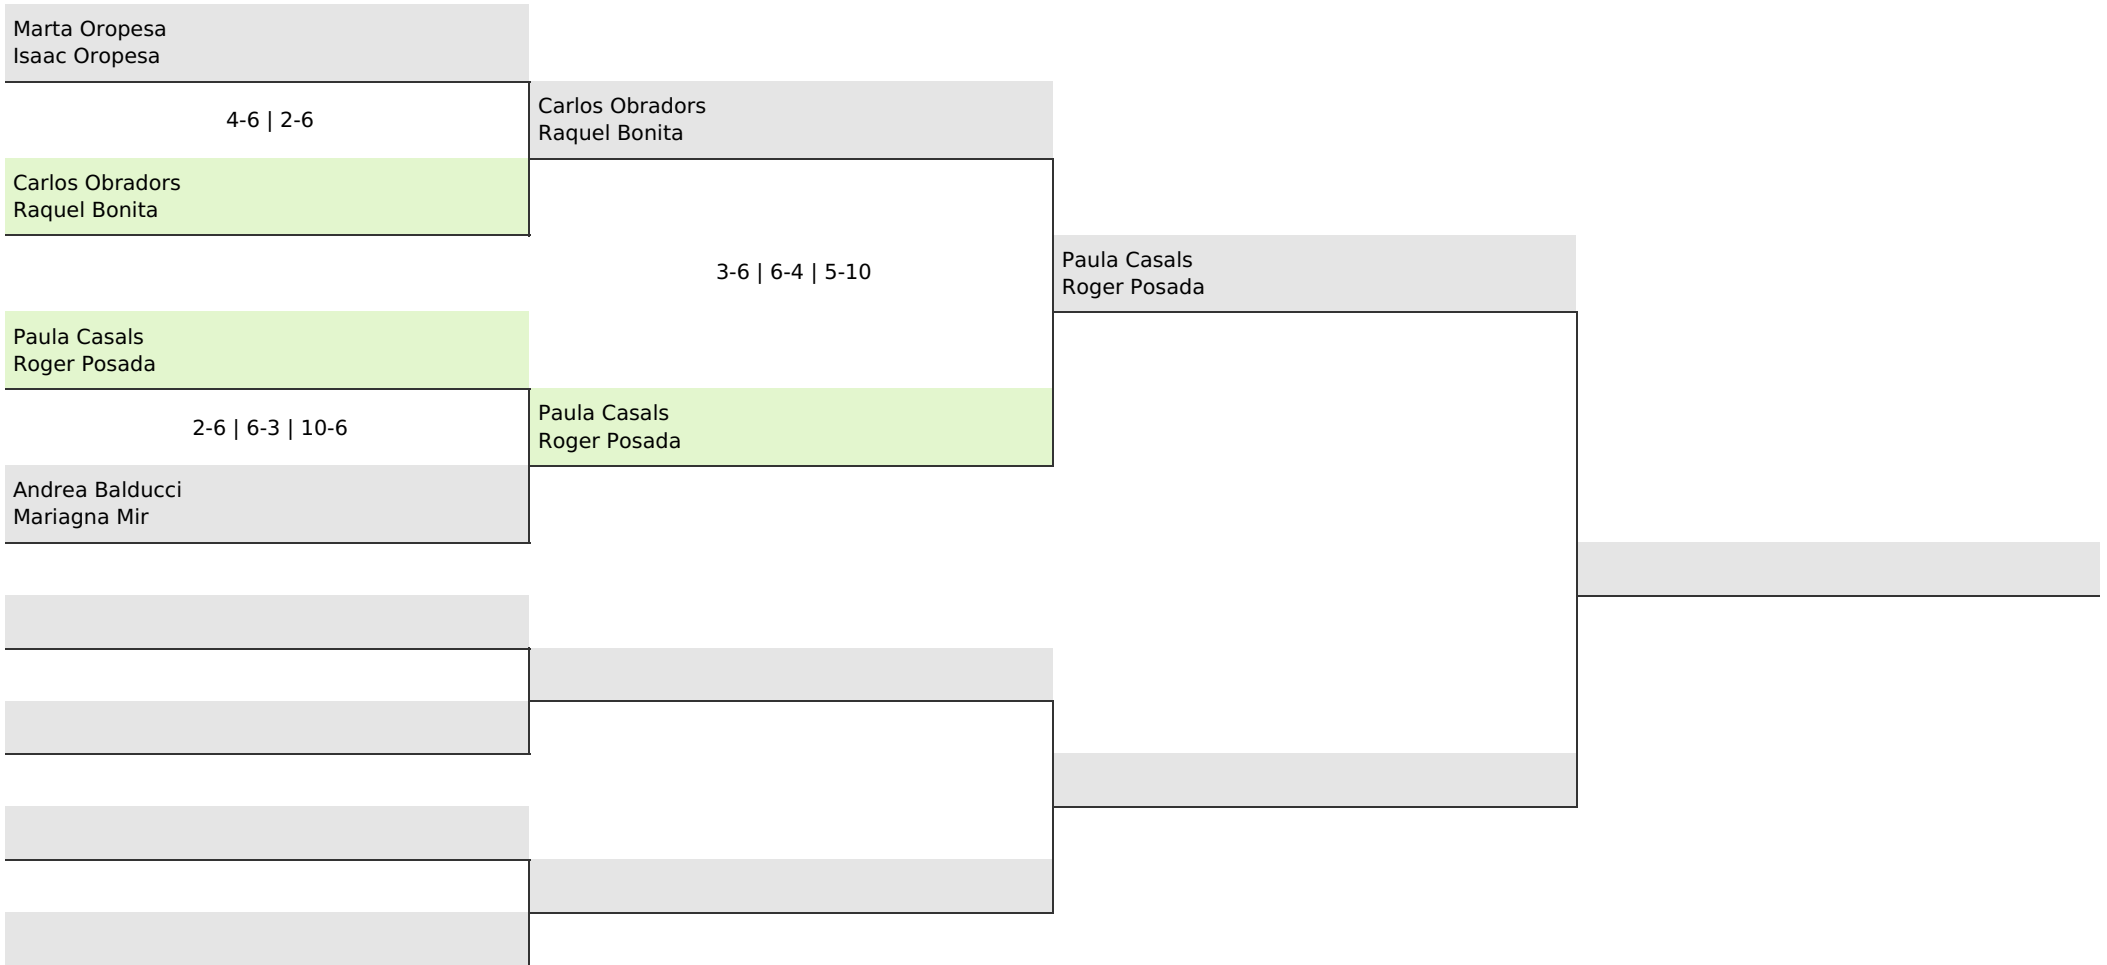 Marta Oropesa
Isaac Oropesa
4-6 | 2-6
Carlos Obradors
Raquel Bonita
Paula Casals
Roger Posada
2-6 | 6-3 | 10-6
Andrea Balducci
Mariagna Mir
Carlos Obradors
Raquel Bonita
3-6 | 6-4 | 5-10
Paula Casals
Roger Posada
Paula Casals
Roger Posada